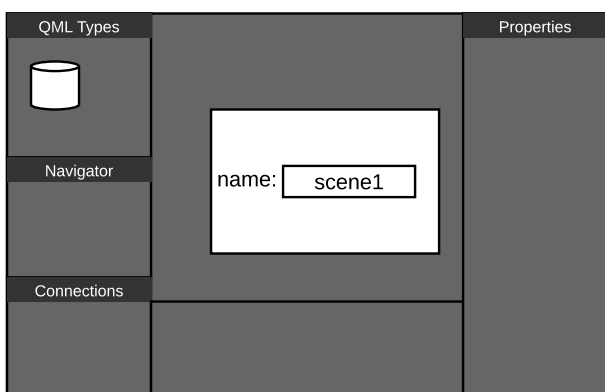 QML Types
Properties
Navigator
name: scene1
Connections